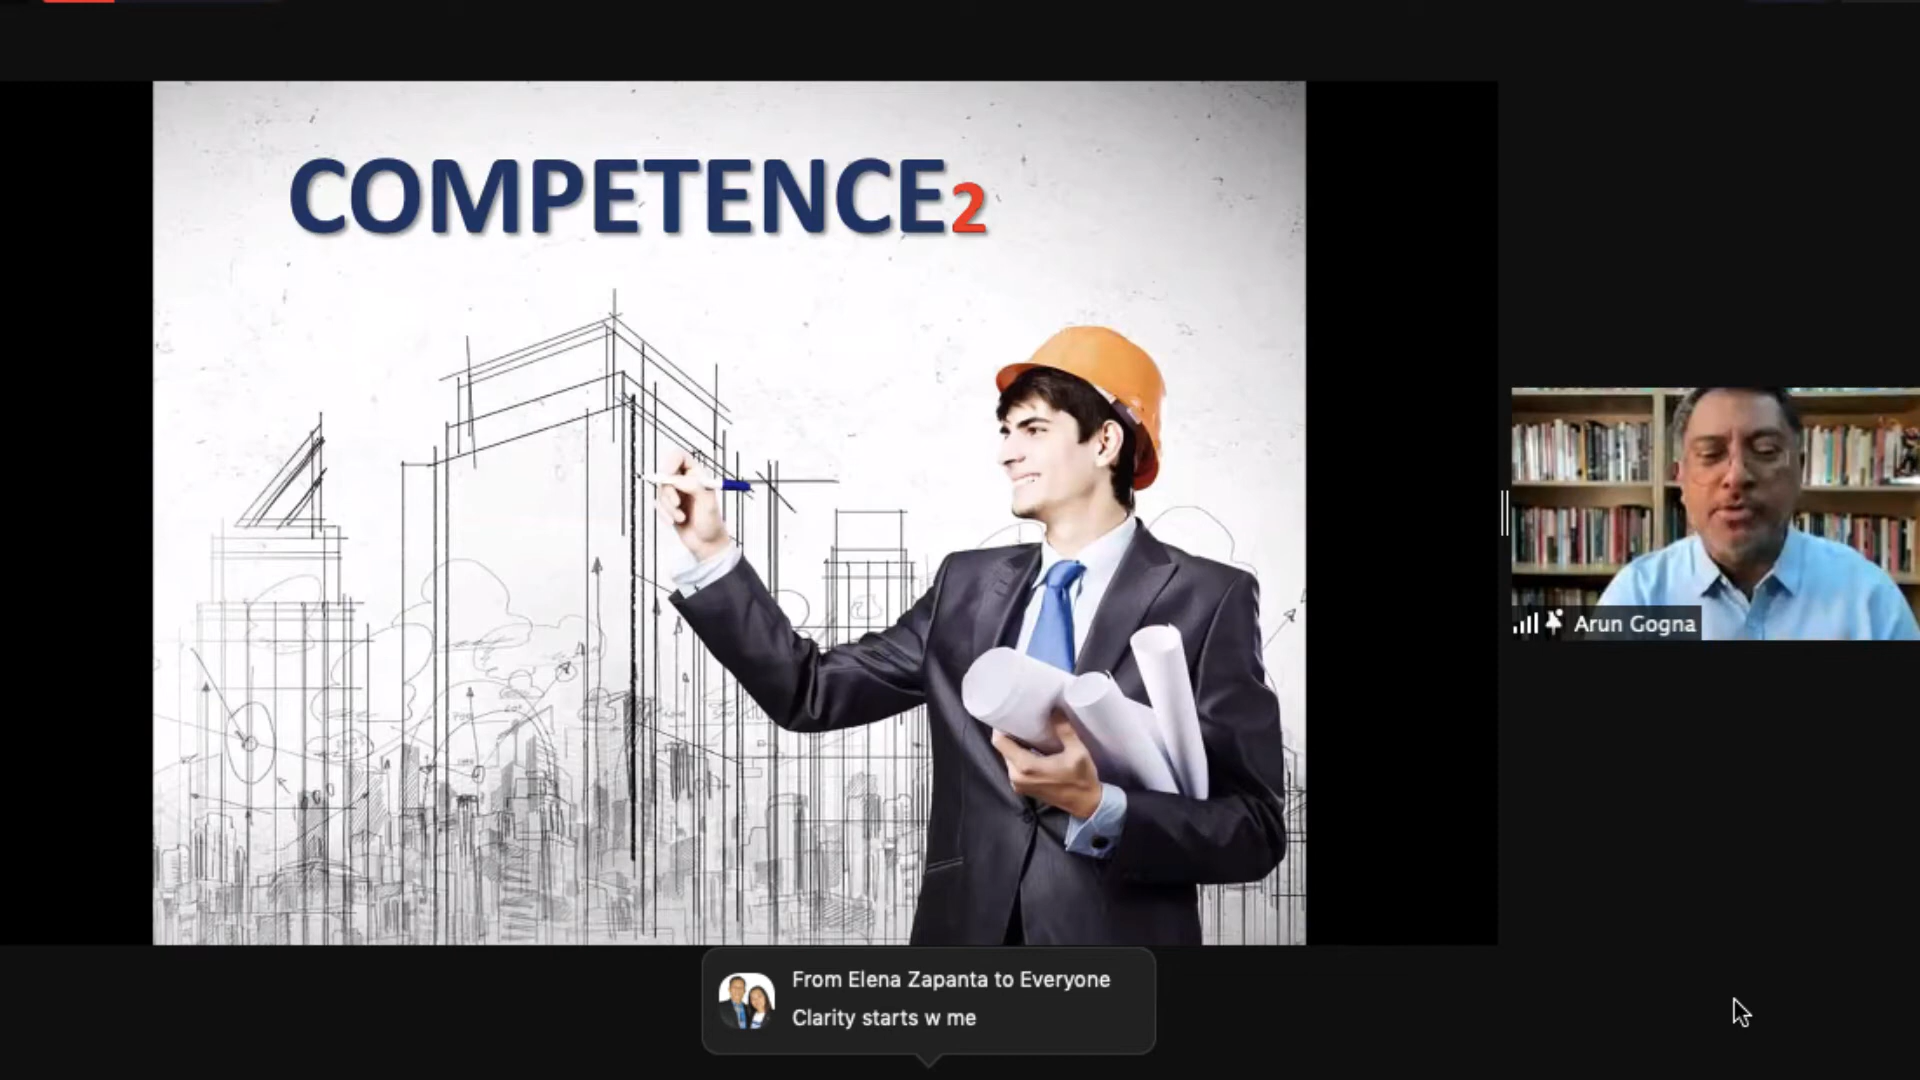 COMPETENCE2
Arun Gogna
From Elena Zapanta to Everyone
Clarity starts w me